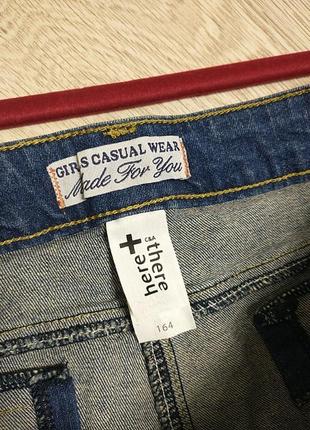 GIRLS CASUAL WEAR
Made For You
here + there
C&A
164